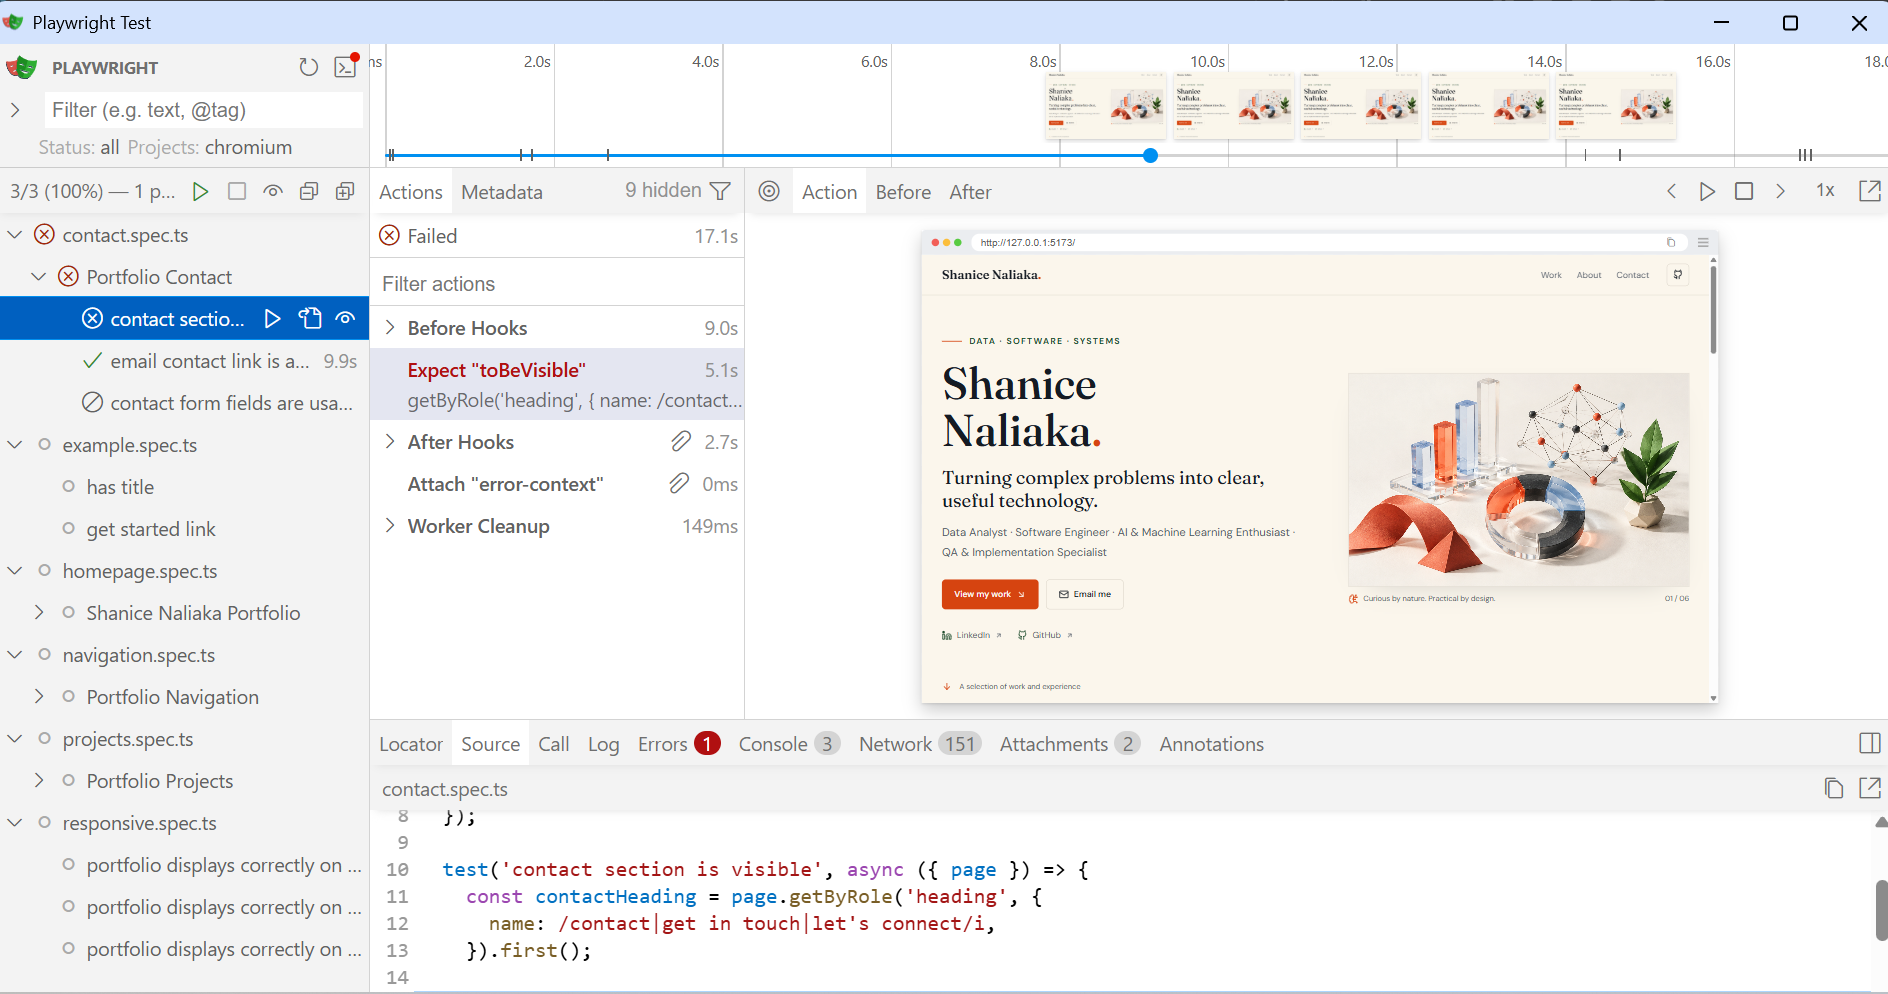 Playwright Test
PLAYWRIGHT
Filter (e.g. text, @tag)
Status: all Projects: chromium
3/3 (100%) — 1 p...
contact.spec.ts
Portfolio Contact
contact sectio...
email contact link is a... 9.9s
contact form fields are usa...
example.spec.ts
has title
get started link
homepage.spec.ts
Shanice Naliaka Portfolio
navigation.spec.ts
Portfolio Navigation
projects.spec.ts
Portfolio Projects
responsive.spec.ts
portfolio displays correctly on ...
portfolio displays correctly on ...
portfolio displays correctly on ...
ns 2.0s 4.0s 6.0s 8.0s 10.0s 12.0s 14.0s 16.0s 18.0
Actions Metadata 9 hidden
Failed 17.1s
Filter actions
Before Hooks 9.0s
Expect "toBeVisible" 5.1s
getByRole('heading', { name: /contact...
After Hooks 2.7s
Attach "error-context" 0ms
Worker Cleanup 149ms
Action Before After 1x
http://127.0.0.1:5173/
Shanice Naliaka. Work About Contact
DATA · SOFTWARE · SYSTEMS
Shanice
Naliaka.
Turning complex problems into clear,
useful technology.
Data Analyst · Software Engineer · AI & Machine Learning Enthusiast ·
QA & Implementation Specialist
View my work Email me
LinkedIn GitHub
A selection of work and experience
Curious by nature. Practical by design. 01 / 06
Locator Source Call Log Errors 1 Console 3 Network 151 Attachments 2 Annotations
contact.spec.ts
8 });
9
10 test('contact section is visible', async ({ page }) => {
11 const contactHeading = page.getByRole('heading', {
12 name: /contact|get in touch|let's connect/i,
13 }).first();
14